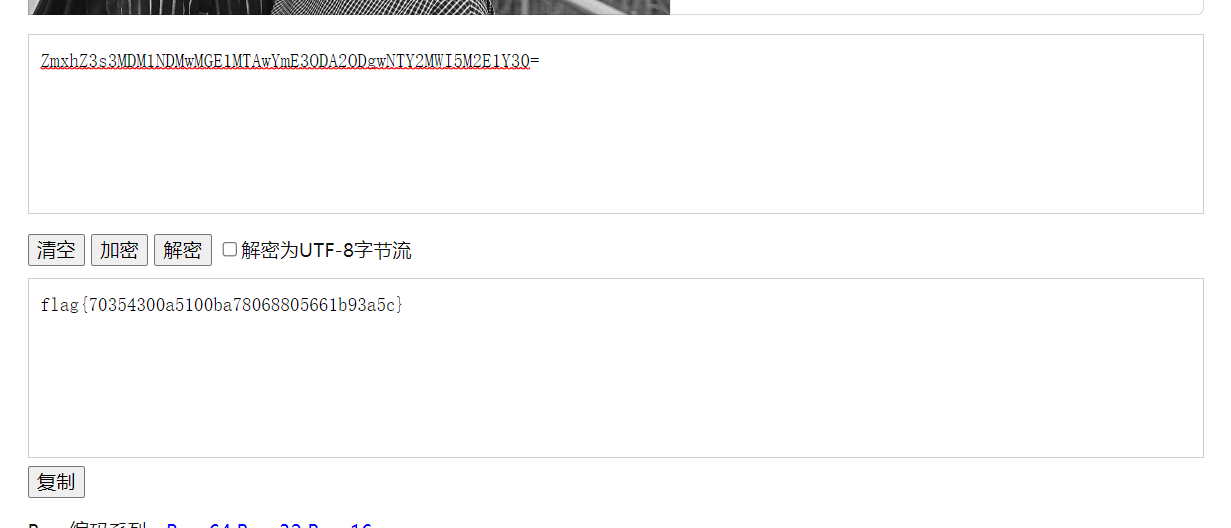 ZmxhZ3s3MDM1NDMwMGE1MTAwYmE3ODA2ODgwNTY2MWI5M2E1Y30=
清空 加密 解密 解密为UTF-8字节流
flag{70354300a5100ba78068805661b93a5c}
复制